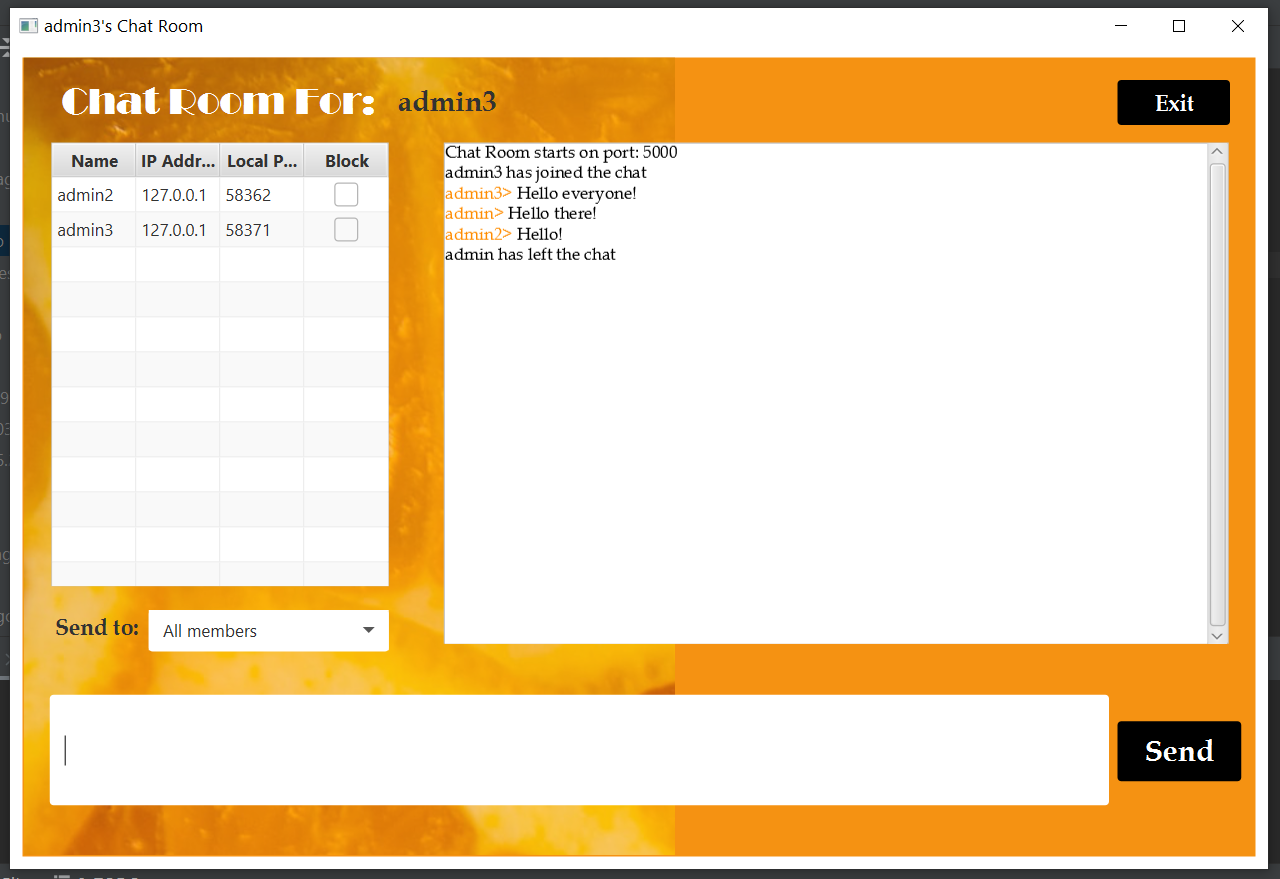 admin3's Chat Room
Chat Room For: admin3
Exit
Name IP Addr... Local P... Block
admin2 127.0.0.1 58362
admin3 127.0.0.1 58371
Chat Room starts on port: 5000
admin3 has joined the chat
admin3> Hello everyone!
admin> Hello there!
admin2> Hello!
admin has left the chat
Send to: All members
Send